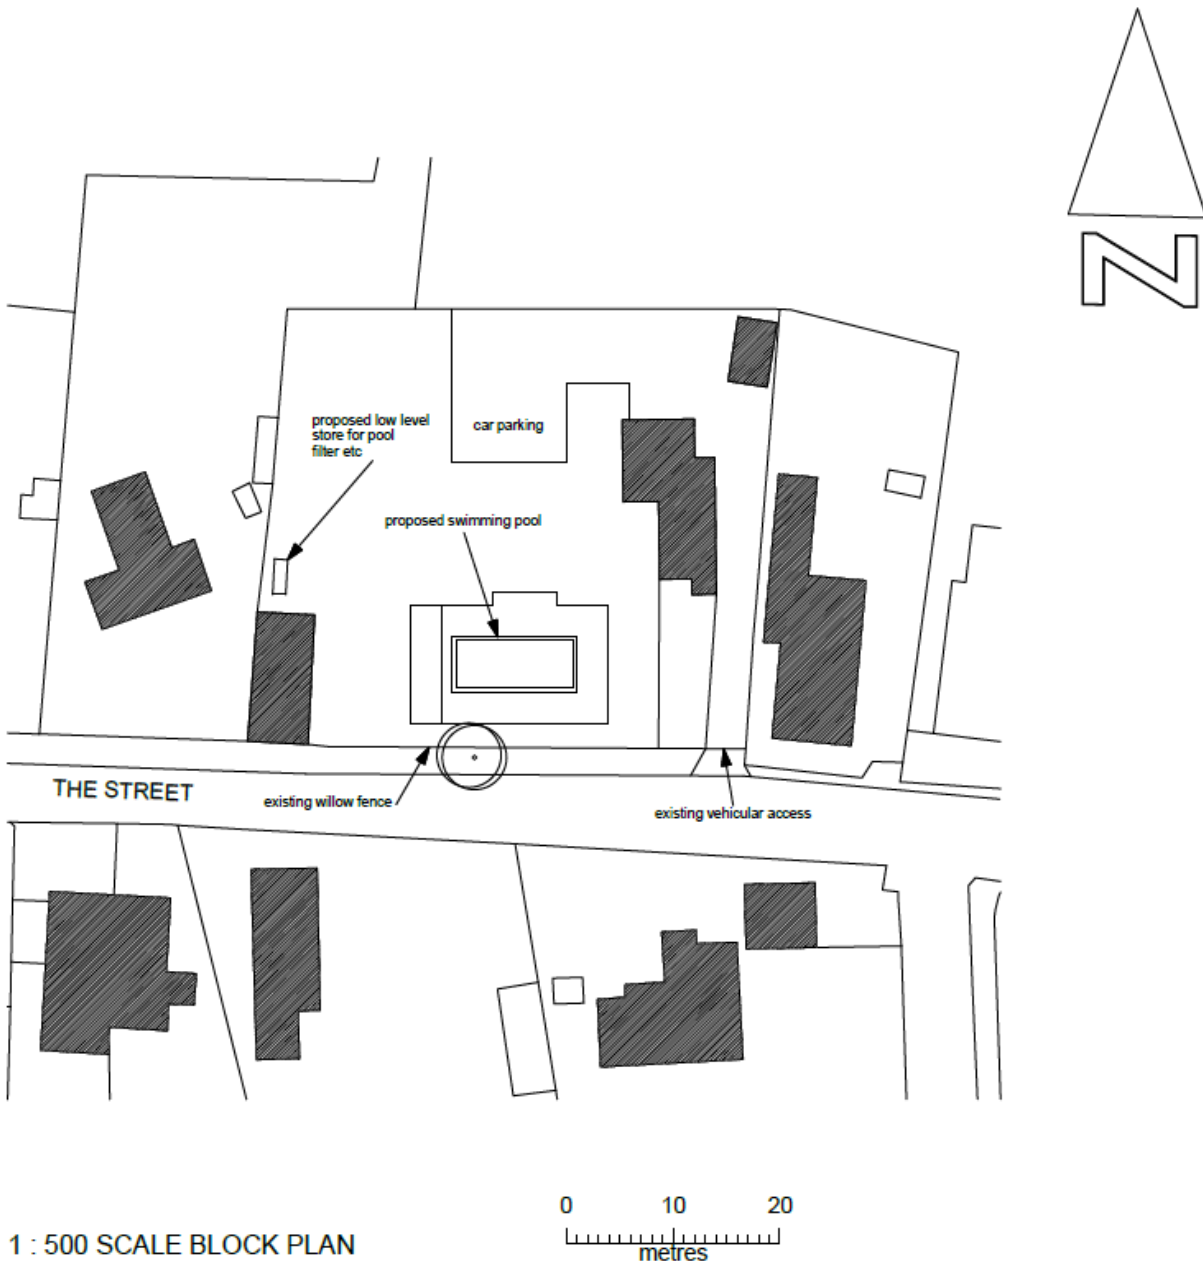 N
proposed low level
store for pool
filter etc
car parking
proposed swimming pool
THE STREET
existing willow fence
existing vehicular access
0 10 20
metres
1 : 500 SCALE BLOCK PLAN